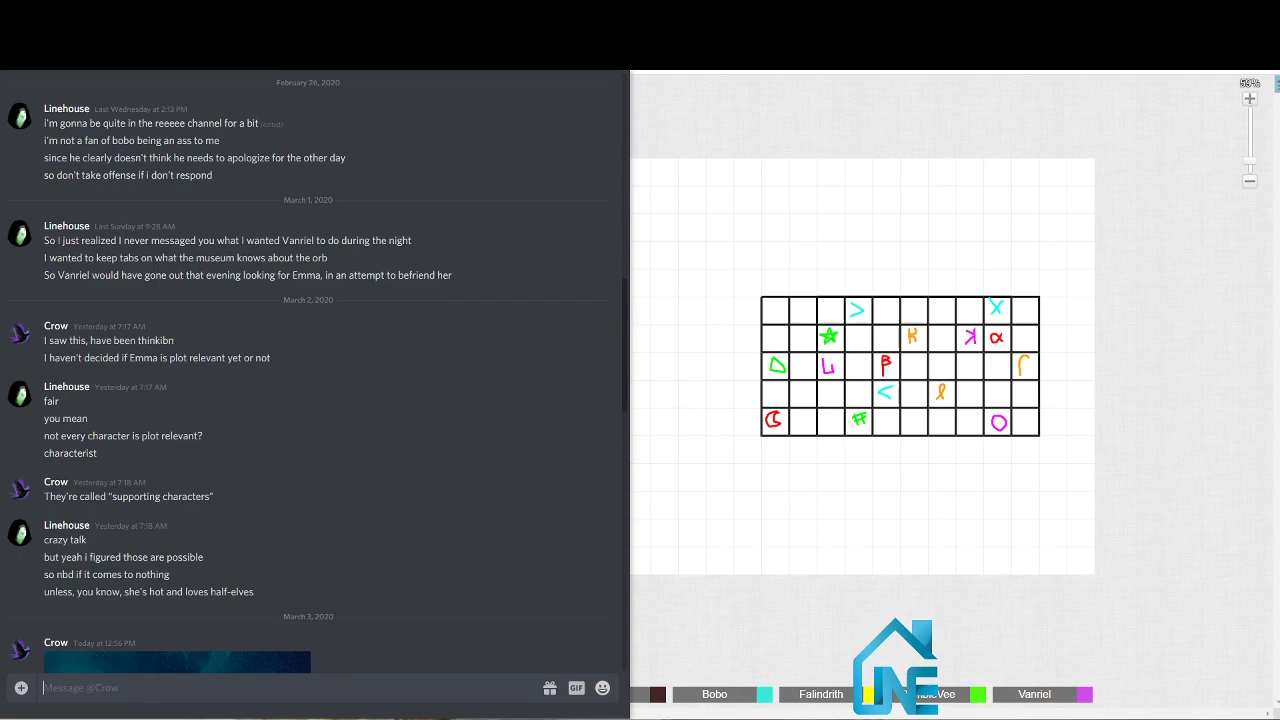 February 26, 2020
Linehouse Last Wednesday at 2:13 PM
i'm gonna be quite in the reeeee channel for a bit (edited)
i'm not a fan of bobo being an ass to me
since he clearly doesn't think he needs to apologize for the other day
so don't take offense if i don't respond
March 1, 2020
Linehouse Last Sunday at 9:28 AM
So I just realized I never messaged you what I wanted Vanriel to do during the night
I wanted to keep tabs on what the museum knows about the orb
So Vanriel would have gone out that evening looking for Emma, in an attempt to befriend her
March 2, 2020
Crow Yesterday at 7:17 AM
I saw this, have been thinkibn
I haven't decided if Emma is plot relevant yet or not
Linehouse Yesterday at 7:17 AM
fair
you mean
not every character is plot relevant?
characterist
Crow Yesterday at 7:18 AM
They're called "supporting characters"
Linehouse Yesterday at 7:18 AM
crazy talk
but yeah i figured those are possible
so nbd if it comes to nothing
unless, you know, she's hot and loves half-elves
March 3, 2020
Crow Today at 12:56 PM
Message @Crow
GIF
59%
> X
K α
β
<
#
O
JNE
Bobo
Falindrith
Vee
Vanriel